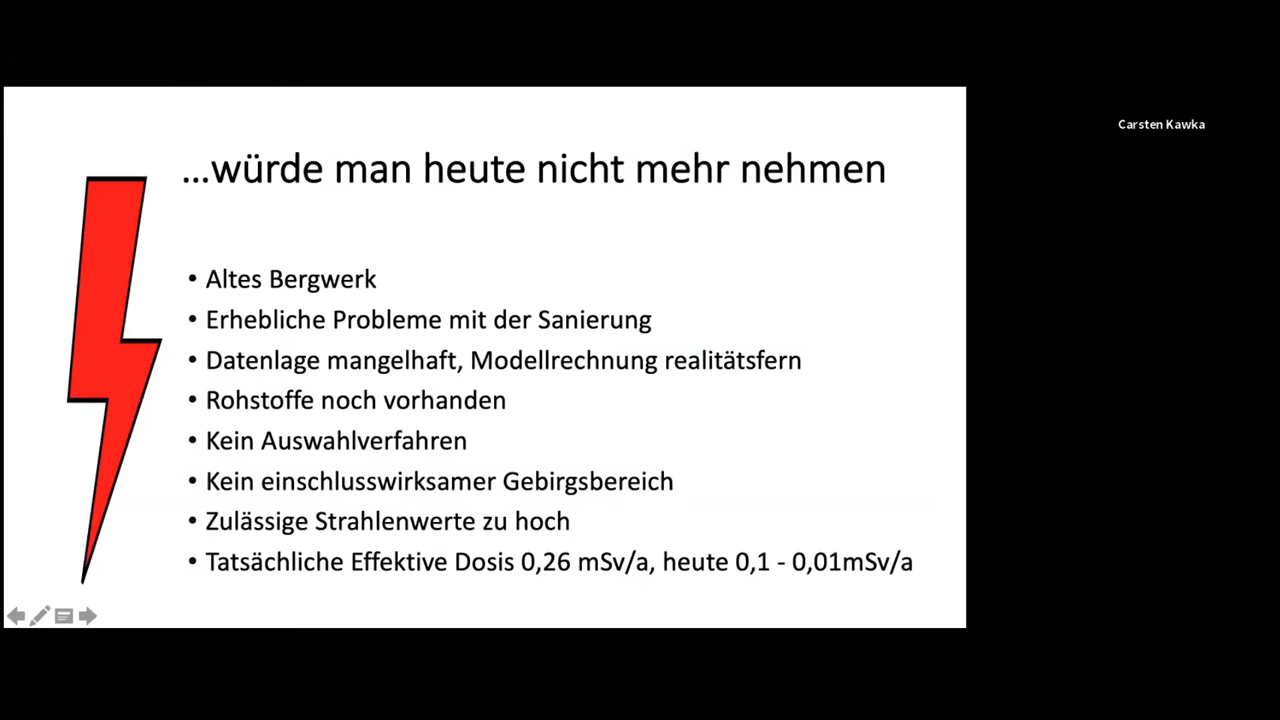 ...würde man heute nicht mehr nehmen
Carsten Kawka
• Altes Bergwerk
• Erhebliche Probleme mit der Sanierung
• Datenlage mangelhaft, Modellrechnung realitätsfern
• Rohstoffe noch vorhanden
• Kein Auswahlverfahren
• Kein einschlusswirksamer Gebirgsbereich
• Zulässige Strahlenwerte zu hoch
• Tatsächliche Effektive Dosis 0,26 mSv/a, heute 0,1 - 0,01mSv/a